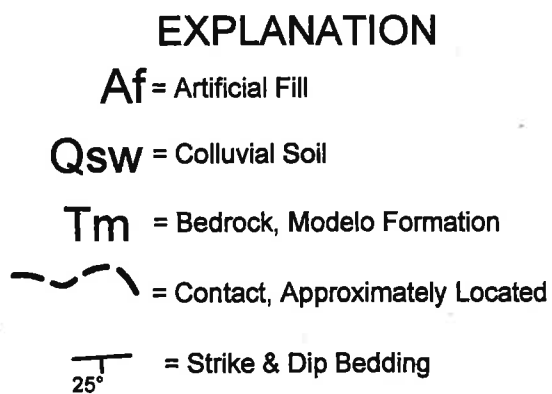 EXPLANATION
Af = Artificial Fill
Qsw = Colluvial Soil
Tm = Bedrock, Modelo Formation
= Contact, Approximately Located
25° = Strike & Dip Bedding